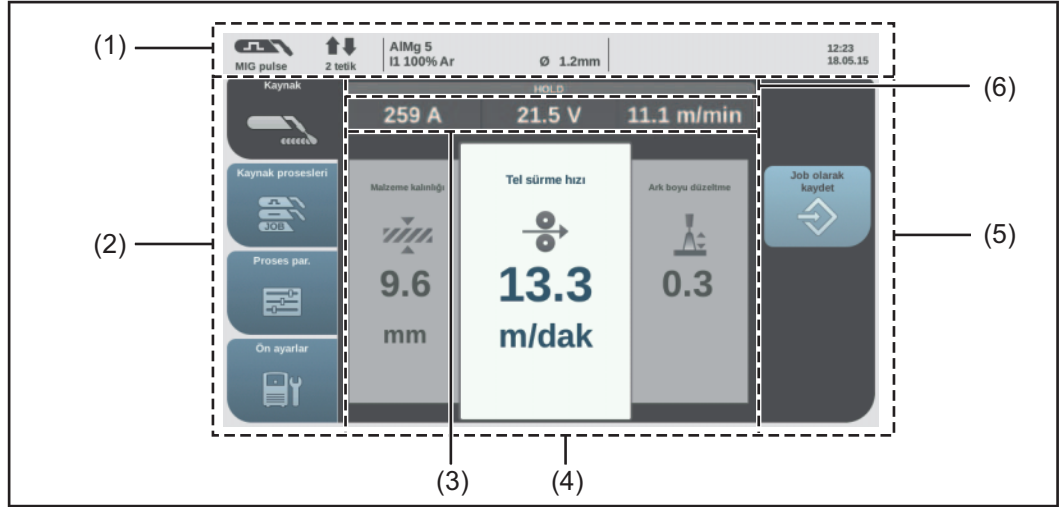 (1)
MIG pulse
2 tetik
AlMg 5
I1 100% Ar
Ø 1.2mm
12:23
18.05.15
(6)
Kaynak
HOLD
259 A
21.5 V
11.1 m/min
Kaynak prosesleri
JOB
Malzeme kalınlığı
9.6
mm
Tel sürme hızı
13.3
m/dak
Ark boyu düzeltme
0.3
Job olarak
kaydet
(2)
(5)
Proses par.
Ön ayarlar
(3)
(4)